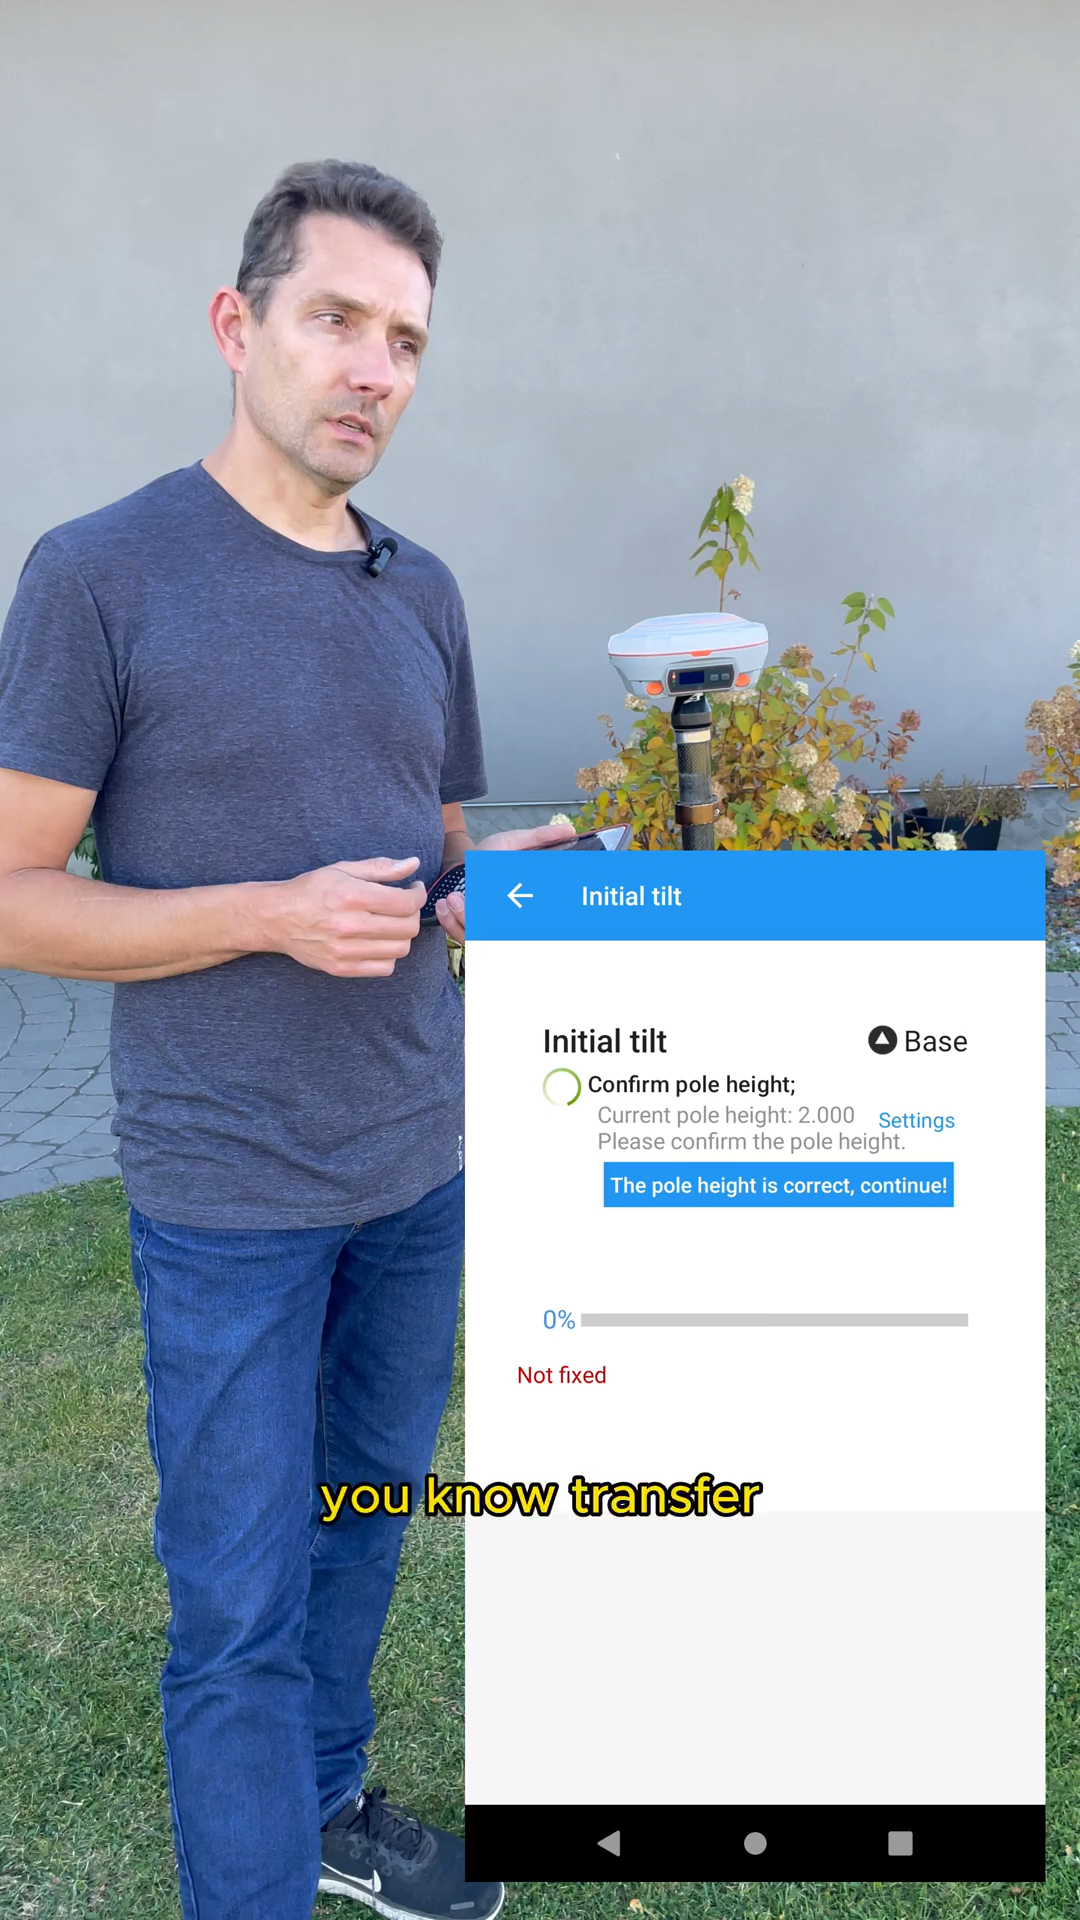 Initial tilt
Initial tilt
Base
Confirm pole height;
Current pole height: 2.000
Settings
Please confirm the pole height.
The pole height is correct, continue!
0%
Not fixed
you know transfer